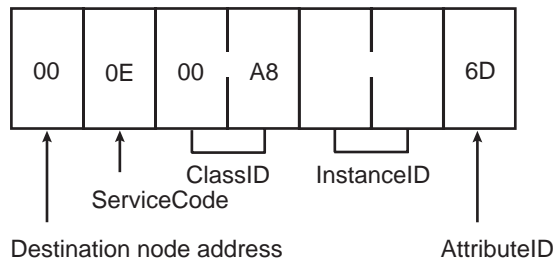 00 0E 00 A8 6D
ClassID InstanceID
ServiceCode
Destination node address AttributeID